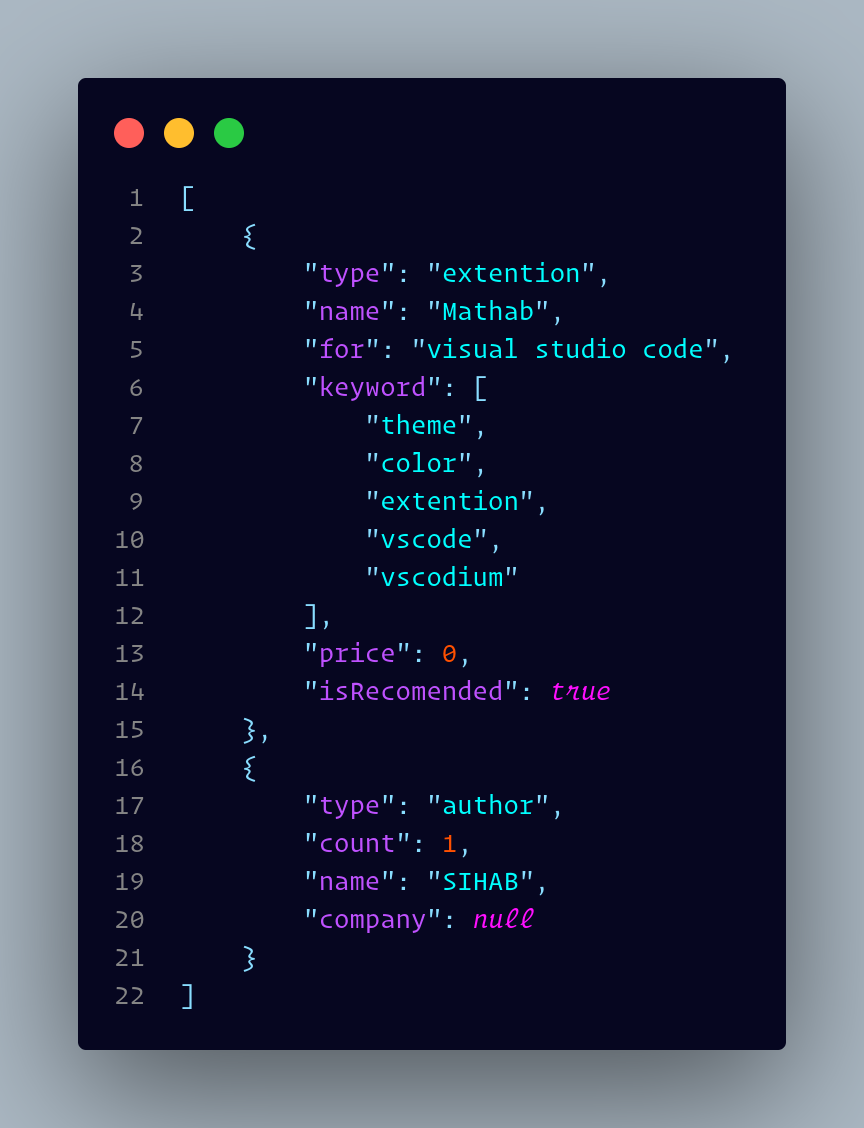 1 [
2     {
3         "type": "extention",
4         "name": "Mathab",
5         "for": "visual studio code",
6         "keyword": [
7             "theme",
8             "color",
9             "extention",
10             "vscode",
11             "vscodium"
12         ],
13         "price": 0,
14         "isRecomended": true
15     },
16     {
17         "type": "author",
18         "count": 1,
19         "name": "SIHAB",
20         "company": null
21     }
22 ]